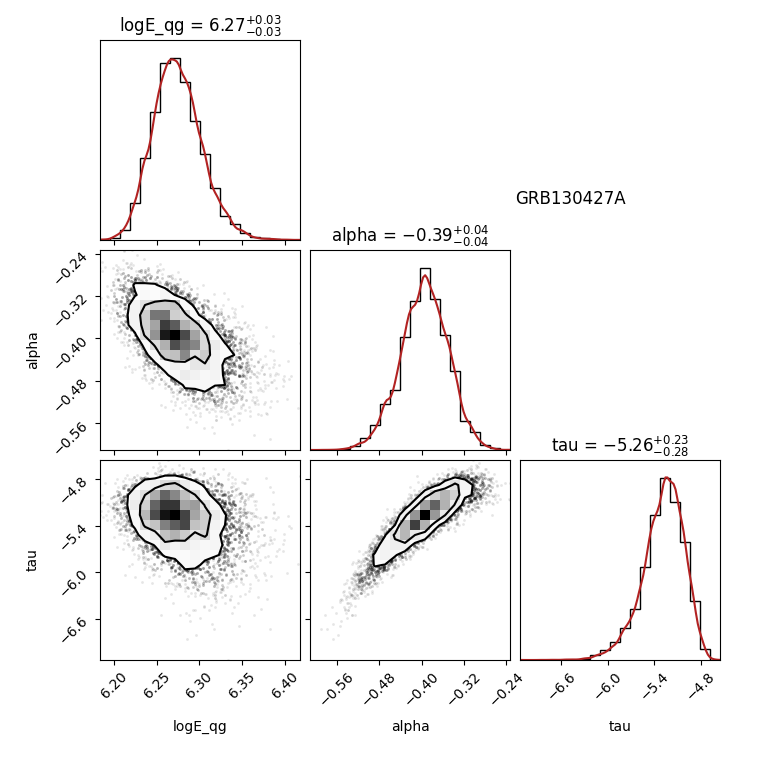 logE_qg = 6.27+0.03−0.03
GRB130427A
alpha = −0.39+0.04−0.04
−0.24
−0.32
−0.40
−0.48
−0.56
alpha
tau = −5.26+0.23−0.28
−4.8
−5.4
−6.0
−6.6
tau
6.20 6.25 6.30 6.35 6.40 −0.56 −0.48 −0.40 −0.32 −0.24 −6.6 −6.0 −5.4 −4.8
logE_qg alpha tau